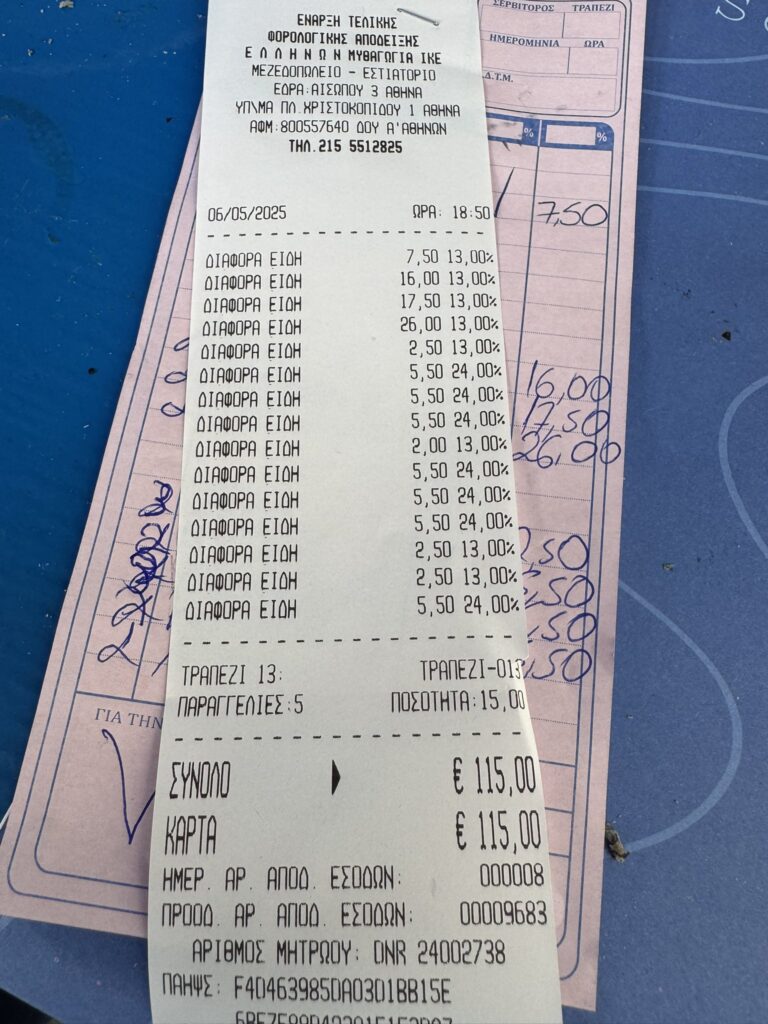 ΕΝΑΡΞΗ ΤΕΛΙΚΗΣ
ΦΟΡΟΛΟΓΙΚΗΣ ΑΠΟΔΕΙΞΗΣ
Ε Λ Λ Η Ν Ω Ν ΜΥΘΑΓΩΓΙΑ ΙΚΕ
ΜΕΖΕΔΟΠΩΛΕΙΟ - ΕΣΤΙΑΤΟΡΙΟ
ΕΔΡΑ:ΑΙΣΩΠΟΥ 3 ΑΘΗΝΑ
ΥΠ\ΜΑ ΠΛ.ΧΡΙΣΤΟΚΟΠΙΔΟΥ 1 ΑΘΗΝΑ
ΑΦΜ:800557640 ΔΟΥ Α'ΑΘΗΝΩΝ
ΤΗΛ.215 5512825
06/05/2025 ΩΡΑ: 18:50
ΔΙΑΦΟΡΑ ΕΙΔΗ 7,50 13,00%
ΔΙΑΦΟΡΑ ΕΙΔΗ 16,00 13,00%
ΔΙΑΦΟΡΑ ΕΙΔΗ 17,50 13,00%
ΔΙΑΦΟΡΑ ΕΙΔΗ 26,00 13,00%
ΔΙΑΦΟΡΑ ΕΙΔΗ 2,50 13,00%
ΔΙΑΦΟΡΑ ΕΙΔΗ 5,50 24,00%
ΔΙΑΦΟΡΑ ΕΙΔΗ 5,50 24,00%
ΔΙΑΦΟΡΑ ΕΙΔΗ 5,50 24,00%
ΔΙΑΦΟΡΑ ΕΙΔΗ 2,00 13,00%
ΔΙΑΦΟΡΑ ΕΙΔΗ 5,50 24,00%
ΔΙΑΦΟΡΑ ΕΙΔΗ 5,50 24,00%
ΔΙΑΦΟΡΑ ΕΙΔΗ 5,50 24,00%
ΔΙΑΦΟΡΑ ΕΙΔΗ 2,50 13,00%
ΔΙΑΦΟΡΑ ΕΙΔΗ 2,50 13,00%
ΔΙΑΦΟΡΑ ΕΙΔΗ 5,50 24,00%
ΤΡΑΠΕΖΙ 13: ΤΡΑΠΕΖΙ-013
ΠΑΡΑΓΓΕΛΙΕΣ:5 ΠΟΣΟΤΗΤΑ:15,00
ΣΥΝΟΛΟ € 115,00
ΚΑΡΤΑ € 115,00
ΗΜΕΡ. ΑΡ. ΑΠΟΔ. ΕΣΟΔΩΝ: 000008
ΠΡΟΟΔ. ΑΡ. ΑΠΟΔ. ΕΣΟΔΩΝ: 00009683
ΑΡΙΘΜΟΣ ΜΗΤΡΩΟΥ: DNR 24002738
ΠΑΗΨΣ: F4D463985DA03D1BB15E
ΣΕΡΒΙΤΟΡΟΣ ΤΡΑΠΕΖΙ
ΗΜΕΡΟΜΗΝΙΑ ΩΡΑ
Δ.Τ.Μ.
% %
7,50
16,00
17,50
26,00
,50
,50
,50
,50
ΓΙΑ ΤΗΝ